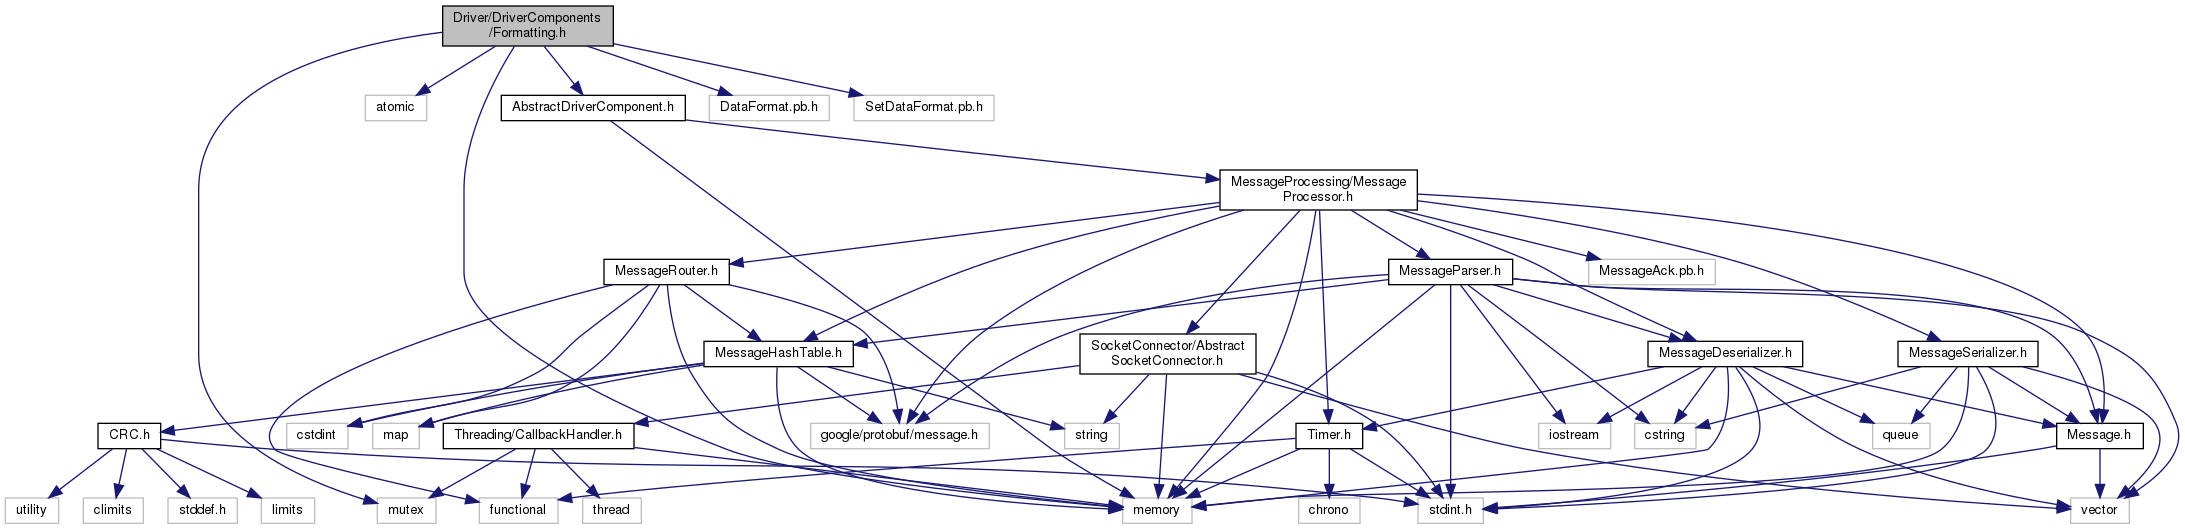 Driver/DriverComponents
/Formatting.h
atomic
AbstractDriverComponent.h
DataFormat.pb.h
SetDataFormat.pb.h
MessageProcessing/Message
Processor.h
MessageRouter.h
MessageParser.h
MessageAck.pb.h
MessageHashTable.h
SocketConnector/Abstract
SocketConnector.h
MessageDeserializer.h
MessageSerializer.h
CRC.h
cstdint
map
Threading/CallbackHandler.h
google/protobuf/message.h
string
Timer.h
iostream
cstring
queue
Message.h
utility
climits
stddef.h
limits
mutex
functional
thread
memory
chrono
stdint.h
vector